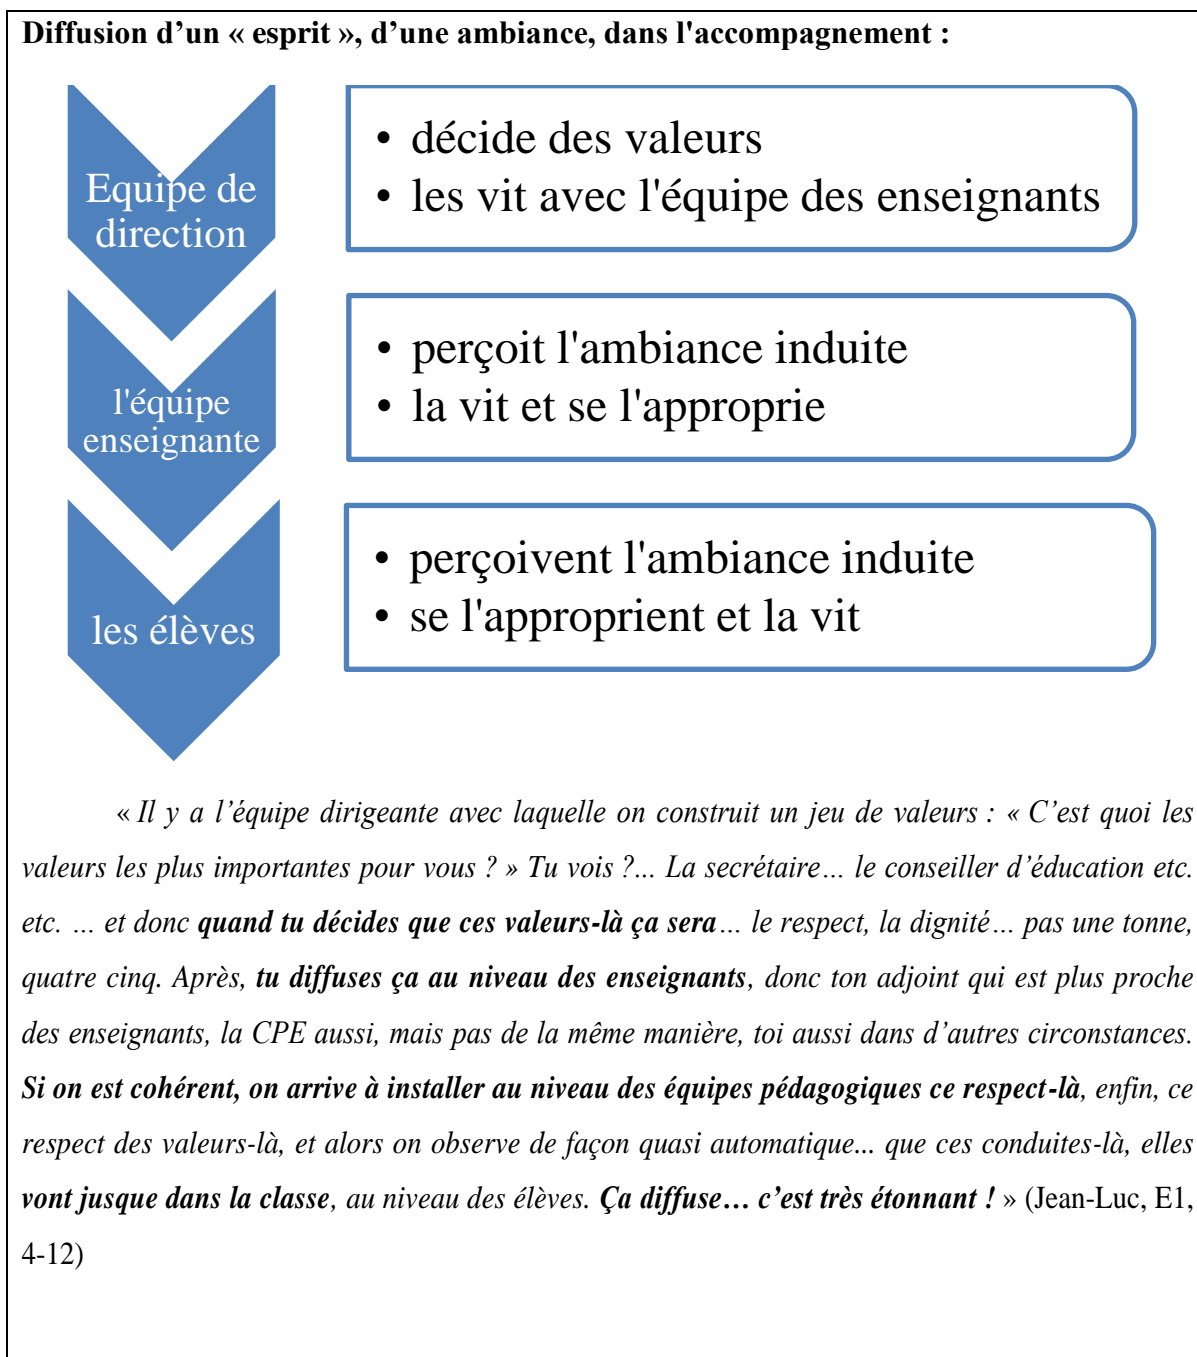 Diffusion d’un « esprit », d’une ambiance, dans l'accompagnement :
Equipe de
direction
• décide des valeurs
• les vit avec l'équipe des enseignants
l'équipe
enseignante
• perçoit l'ambiance induite
• la vit et se l'approprie
les élèves
• perçoivent l'ambiance induite
• se l'approprient et la vit
« Il y a l’équipe dirigeante avec laquelle on construit un jeu de valeurs : « C’est quoi les
valeurs les plus importantes pour vous ? » Tu vois ?... La secrétaire… le conseiller d’éducation etc.
etc. … et donc quand tu décides que ces valeurs-là ça sera… le respect, la dignité… pas une tonne,
quatre cinq. Après, tu diffuses ça au niveau des enseignants, donc ton adjoint qui est plus proche
des enseignants, la CPE aussi, mais pas de la même manière, toi aussi dans d’autres circonstances.
Si on est cohérent, on arrive à installer au niveau des équipes pédagogiques ce respect-là, enfin, ce
respect des valeurs-là, et alors on observe de façon quasi automatique... que ces conduites-là, elles
vont jusque dans la classe, au niveau des élèves. Ça diffuse… c’est très étonnant ! » (Jean-Luc, E1,
4-12)